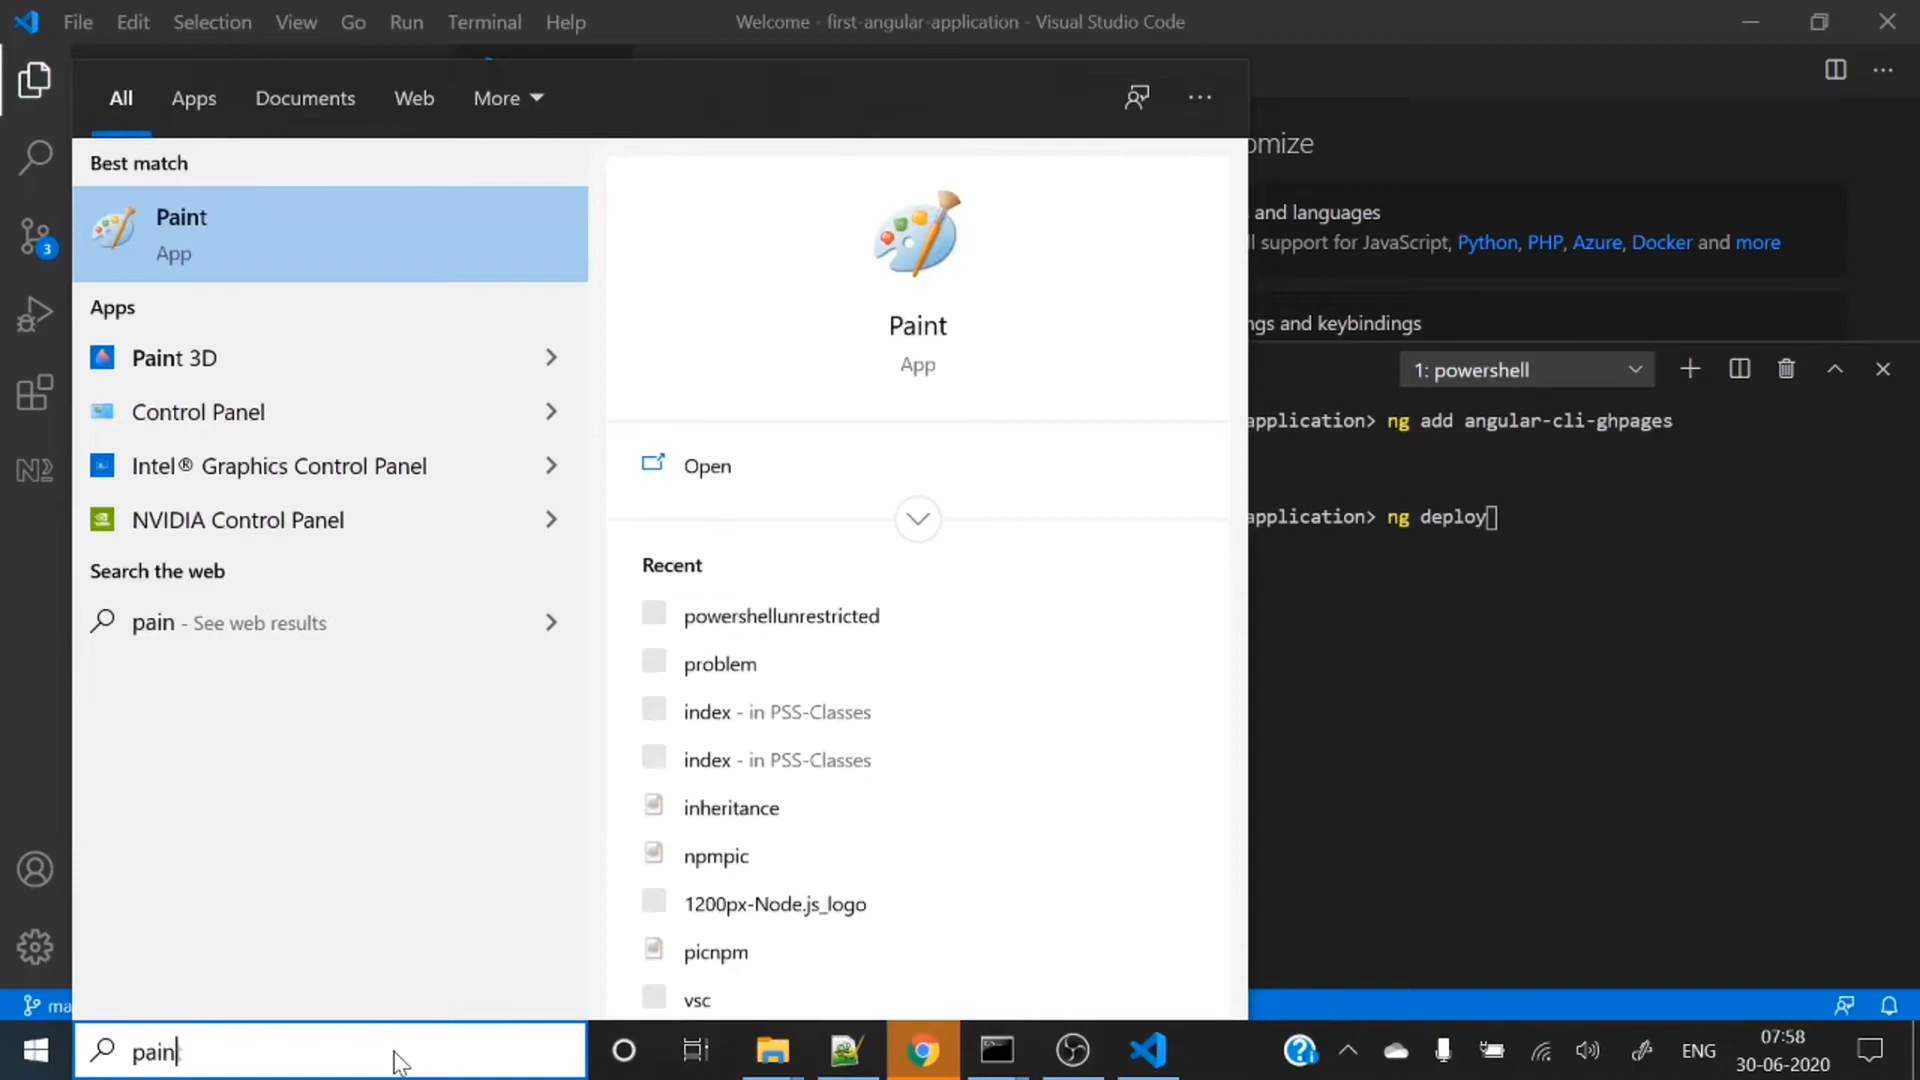 File Edit Selection View Go Run Terminal Help
Welcome - first-angular-application - Visual Studio Code
All Apps Documents Web More
Best match
Paint
App
Apps
Paint 3D
Control Panel
Intel® Graphics Control Panel
NVIDIA Control Panel
Search the web
pain - See web results
Paint
App
Open
Recent
powershellunrestricted
problem
index - in PSS-Classes
index - in PSS-Classes
inheritance
npmpic
1200px-Node.js_logo
picnpm
vsc
omize
and languages
ll support for JavaScript, Python, PHP, Azure, Docker and more
ngs and keybindings
1: powershell
application> ng add angular-cli-ghpages
application> ng deploy
3
ma
pain
ENG
07:58
30-06-2020